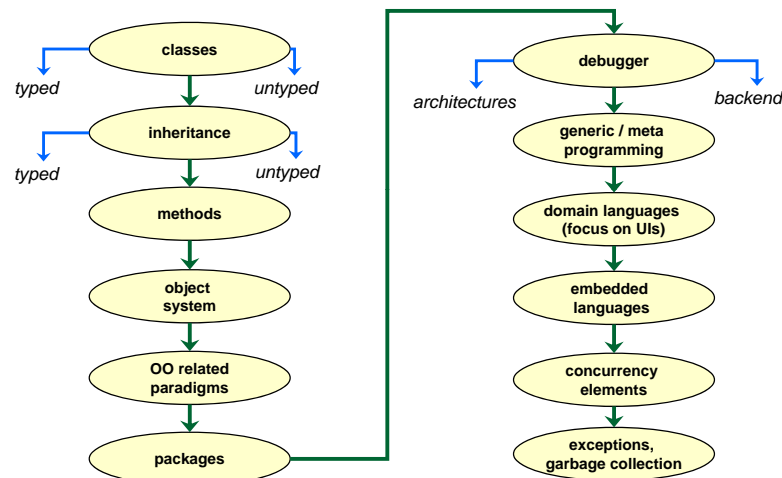 classes
typed
untyped
inheritance
typed
untyped
methods
object
system
OO related
paradigms
packages
debugger
architectures
backend
generic / meta
programming
domain languages
(focus on UIs)
embedded
languages
concurrency
elements
exceptions,
garbage collection